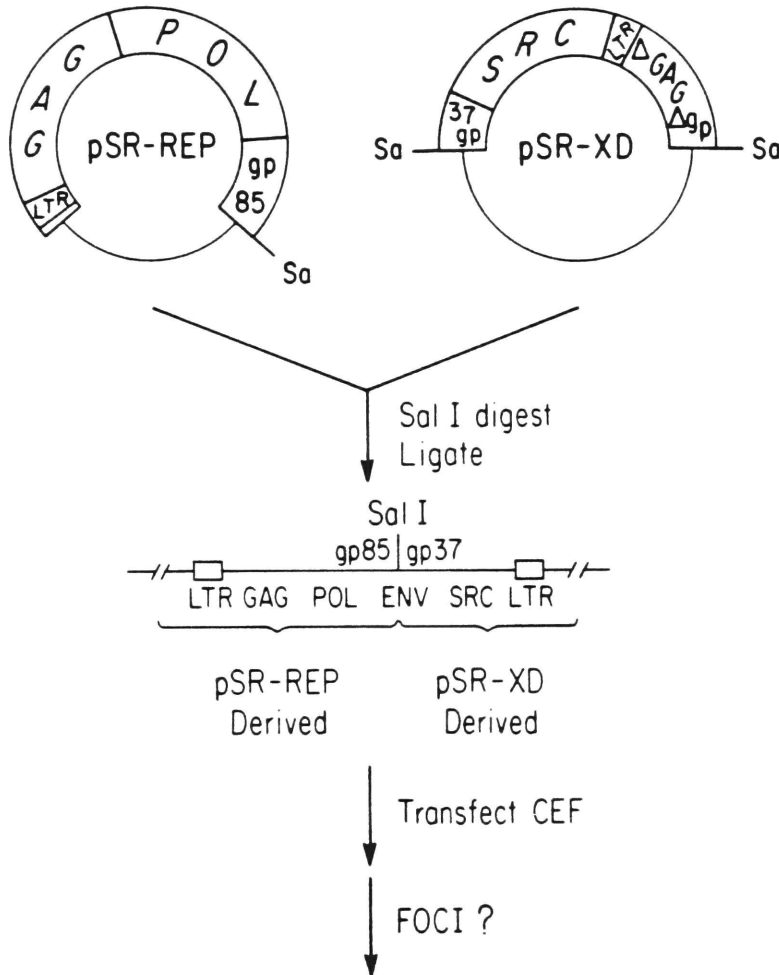 GAG POL
SRC LTR ΔGAG
pSR-REP
pSR-XD
37
gp
Δgp
gp
85
LTR
Sa
Sa
Sa
Sal I digest
Ligate
Sal I
gp85 gp37
LTR GAG POL ENV SRC LTR
pSR-REP pSR-XD
Derived Derived
Transfect CEF
FOCI ?